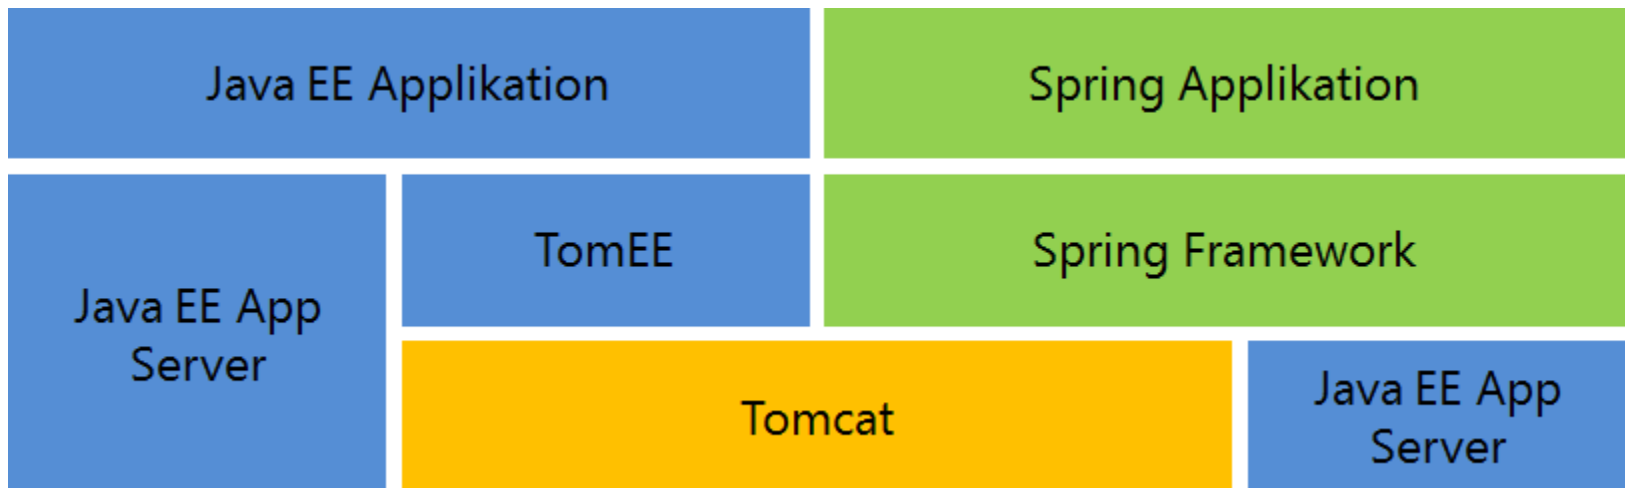 Java EE Applikation
Spring Applikation
TomEE
Spring Framework
Java EE App
Server
Tomcat
Java EE App
Server